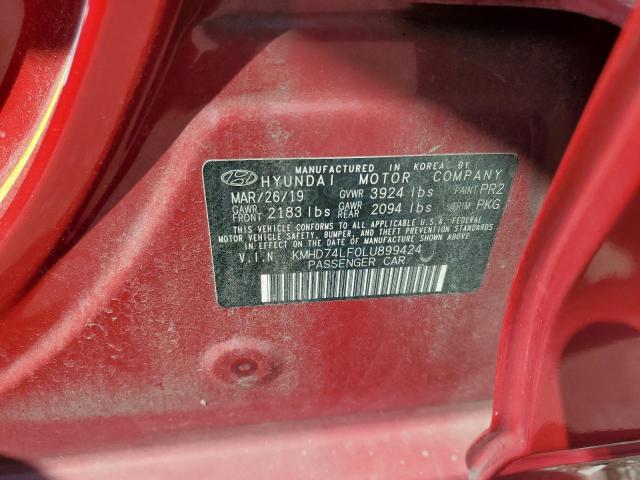 MANUFACTURED IN KOREA BY
HYUNDAI MOTOR COMPANY
MAR/26/19 GVWR 3924 lbs PAINT PR2
GAWR FRONT 2183 lbs GAWR REAR 2094 lbs TRIM PKG
THIS VEHICLE CONFORMS TO ALL APPLICABLE U.S.A. FEDERAL
MOTOR VEHICLE SAFETY, BUMPER, AND THEFT PREVENTION STANDARDS
IN EFFECT ON THE DATE OF MANUFACTURE SHOWN ABOVE.
V.I.N KMHD74LF0LU899424
PASSENGER CAR